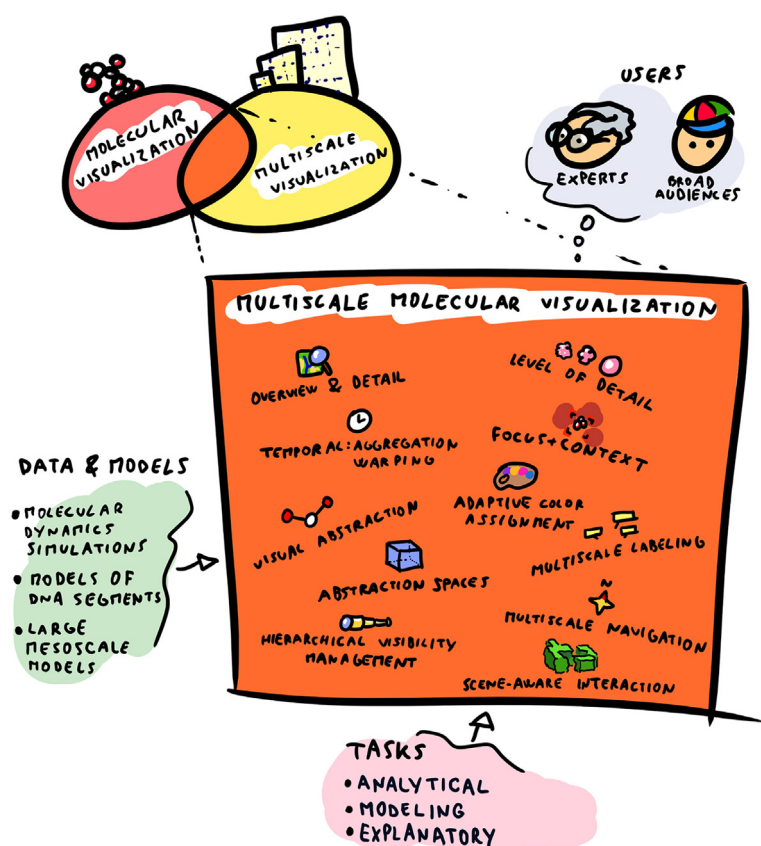 MOLECULAR
VISUALIZATION
MULTISCALE
VISUALIZATION
USERS
EXPERTS
BROAD
AUDIENCES
MULTISCALE MOLECULAR VISUALIZATION
OVERVIEW & DETAIL
LEVEL OF DETAIL
TEMPORAL: AGGREGATION
WARPING
FOCUS+CONTEXT
ADAPTIVE COLOR
ASSIGNMENT
VISUAL ABSTRACTION
MULTISCALE LABELING
ABSTRACTION SPACES
HIERARCHICAL VISIBILITY
MANAGEMENT
MULTISCALE NAVIGATION
SCENE-AWARE INTERACTION
DATA & MODELS
• MOLECULAR
DYNAMICS
SIMULATIONS
• MODELS OF
DNA SEGMENTS
• LARGE
MESOSCALE
MODELS
TASKS
• ANALYTICAL
• MODELING
• EXPLANATORY